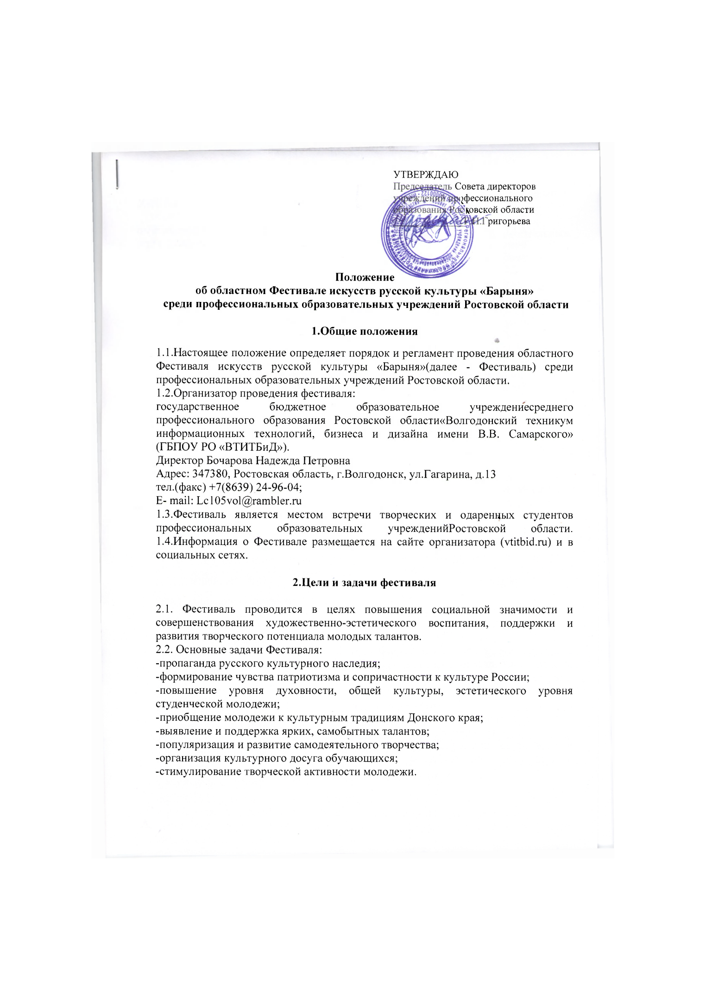 УТВЕРЖДАЮ
Председатель Совета директоров
учреждений профессионального
образования Ростовской области
Григорьева
Положение
об областном Фестивале искусств русской культуры «Барыня»
среди профессиональных образовательных учреждений Ростовской области
1.Общие положения
1.1.Настоящее положение определяет порядок и регламент проведения областного
Фестиваля искусств русской культуры «Барыня»(далее - Фестиваль) среди
профессиональных образовательных учреждений Ростовской области.
1.2.Организатор проведения фестиваля:
государственное бюджетное образовательное учреждениесреднего
профессионального образования Ростовской области«Волгодонский техникум
информационных технологий, бизнеса и дизайна имени В.В. Самарского»
(ГБПОУ РО «ВТИТБиД»).
Директор Бочарова Надежда Петровна
Адрес: 347380, Ростовская область, г.Волгодонск, ул.Гагарина, д.13
тел.(факс) +7(8639) 24-96-04;
E- mail: Lc105vol@rambler.ru
1.3.Фестиваль является местом встречи творческих и одаренных студентов
профессиональных образовательных учрежденийРостовской области.
1.4.Информация о Фестивале размещается на сайте организатора (vtitbid.ru) и в
социальных сетях.
2.Цели и задачи фестиваля
2.1. Фестиваль проводится в целях повышения социальной значимости и
совершенствования художественно-эстетического воспитания, поддержки и
развития творческого потенциала молодых талантов.
2.2. Основные задачи Фестиваля:
-пропаганда русского культурного наследия;
-формирование чувства патриотизма и сопричастности к культуре России;
-повышение уровня духовности, общей культуры, эстетического уровня
студенческой молодежи;
-приобщение молодежи к культурным традициям Донского края;
-выявление и поддержка ярких, самобытных талантов;
-популяризация и развитие самодеятельного творчества;
-организация культурного досуга обучающихся;
-стимулирование творческой активности молодежи.